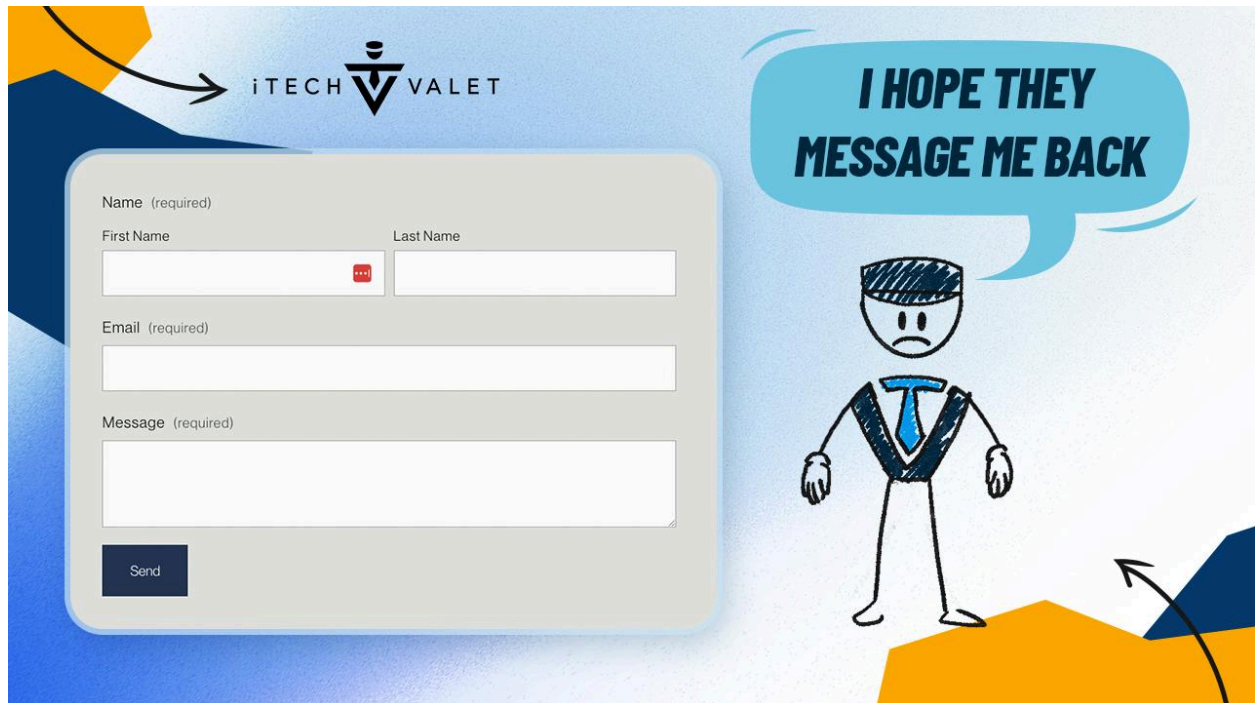 iTECH VALET
I HOPE THEY
MESSAGE ME BACK
Name (required)
First Name
Last Name
Email (required)
Message (required)
Send